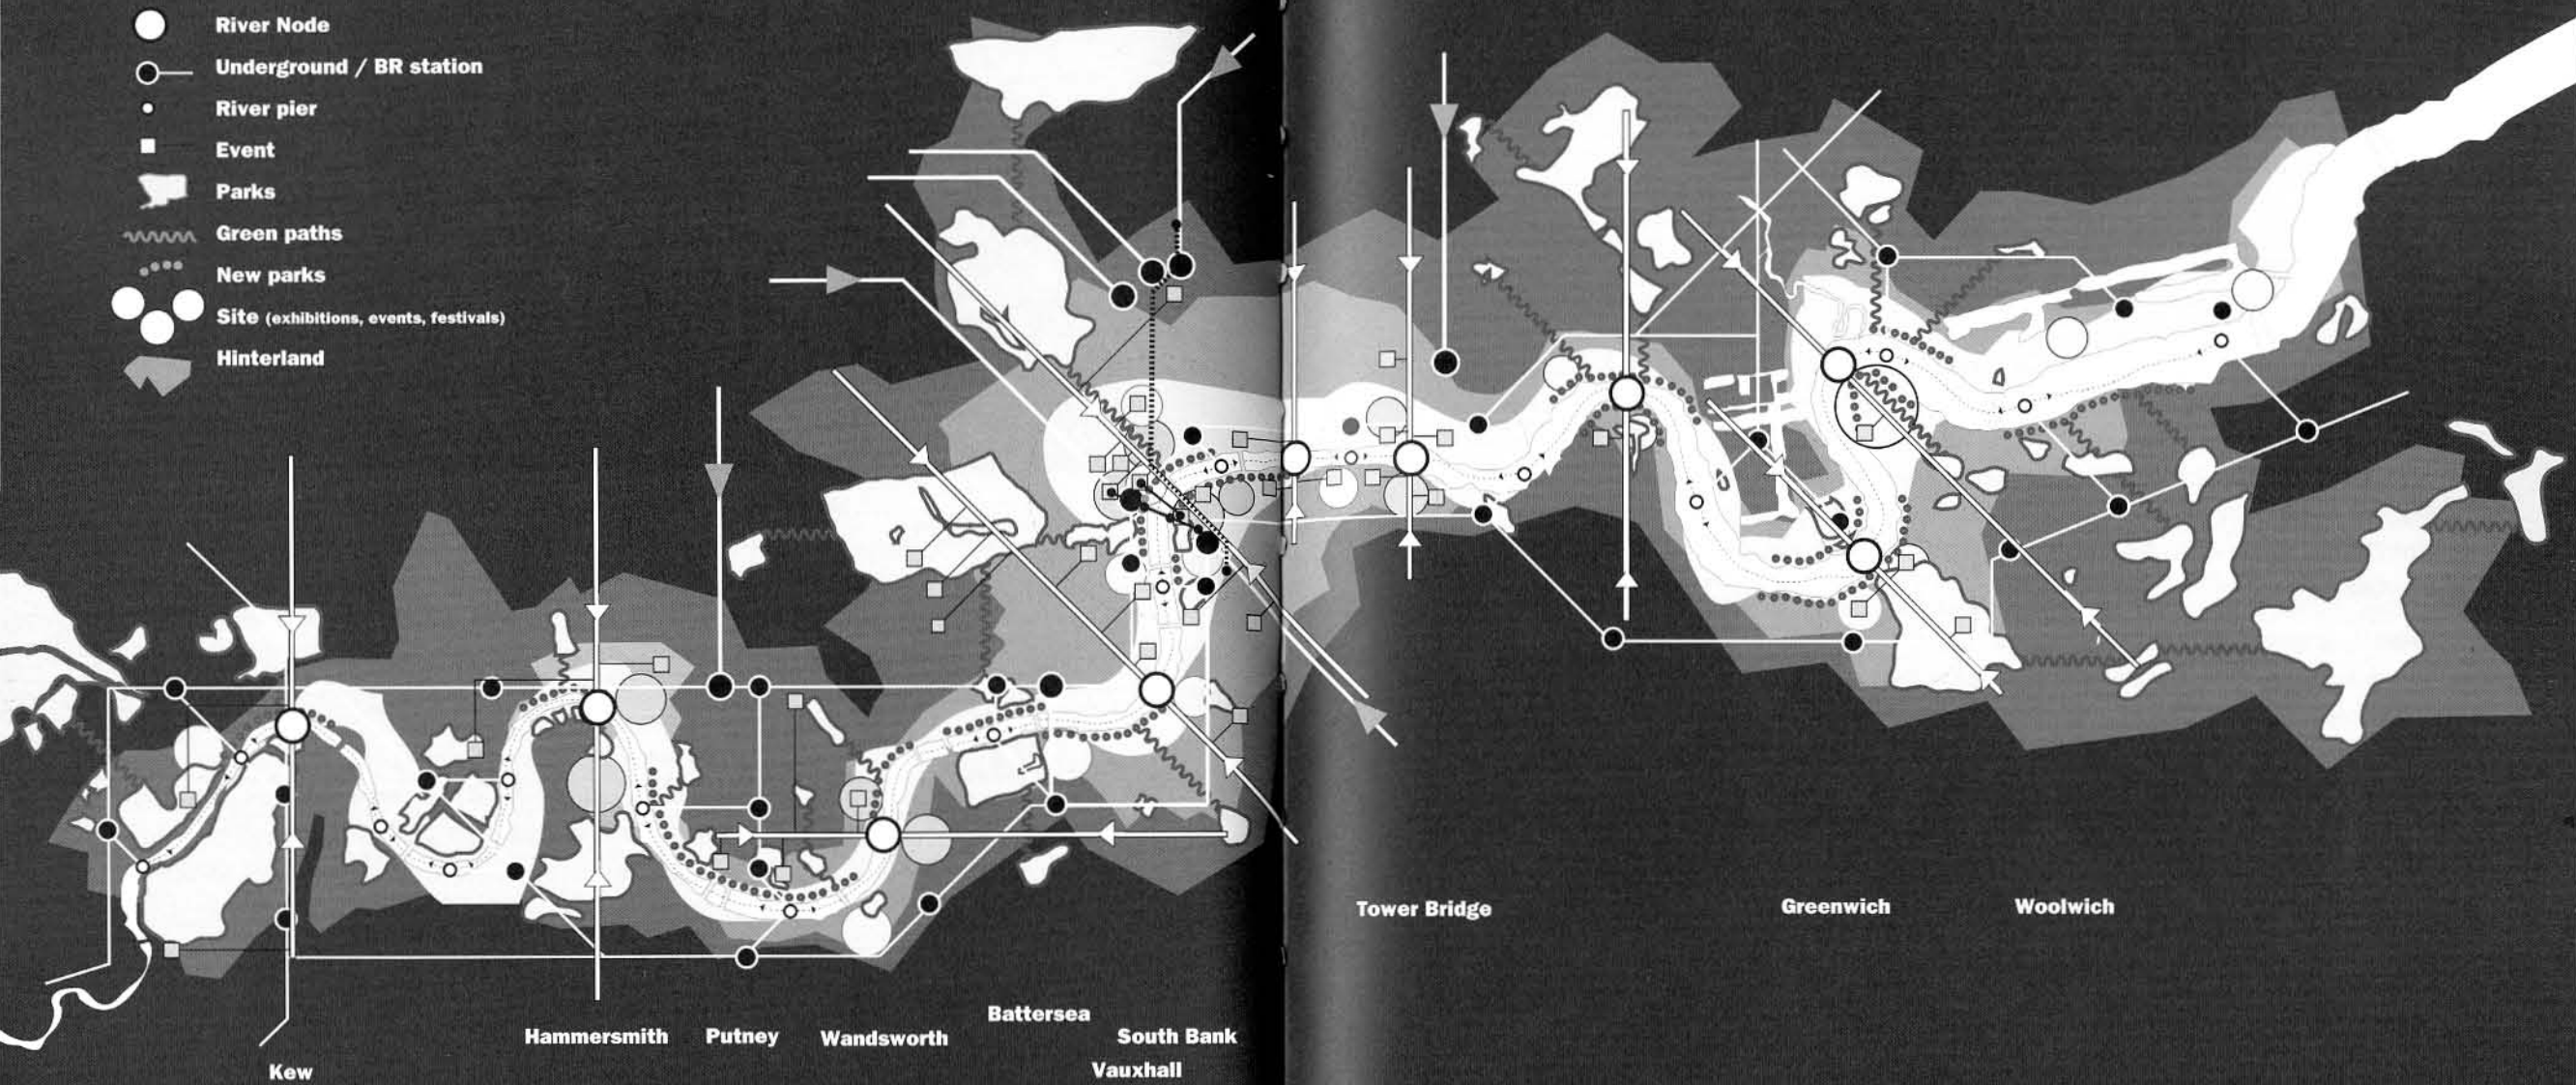 River Node
Underground / BR station
River pier
Event
Parks
Green paths
New parks
Site (exhibitions, events, festivals)
Hinterland
Tower Bridge
Greenwich
Woolwich
Battersea
Hammersmith
Putney
Wandsworth
South Bank
Kew
Vauxhall